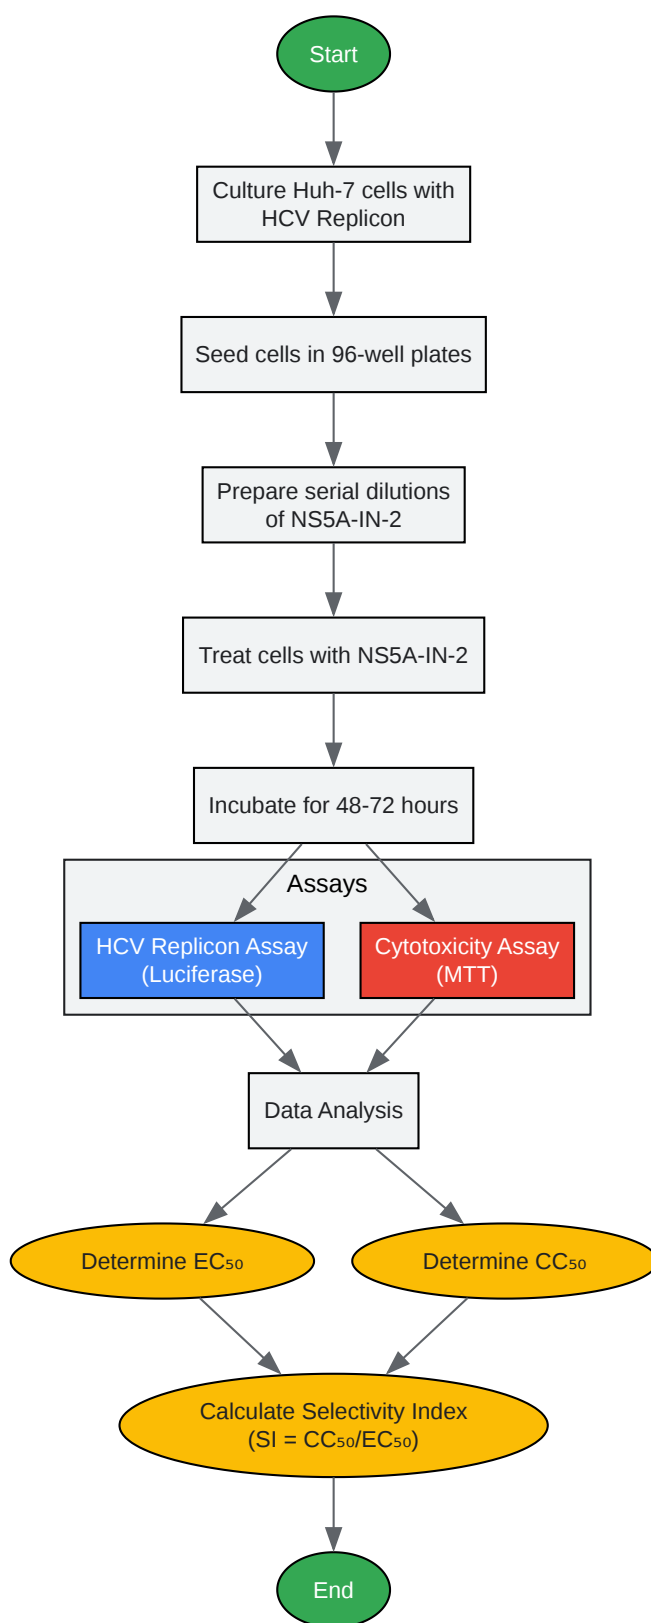 Start
Culture Huh-7 cells with
HCV Replicon
Seed cells in 96-well plates
Prepare serial dilutions
of NS5A-IN-2
Treat cells with NS5A-IN-2
Incubate for 48-72 hours
Assays
HCV Replicon Assay
(Luciferase)
Cytotoxicity Assay
(MTT)
Data Analysis
Determine EC₅₀
Determine CC₅₀
Calculate Selectivity Index
(SI = CC₅₀/EC₅₀)
End